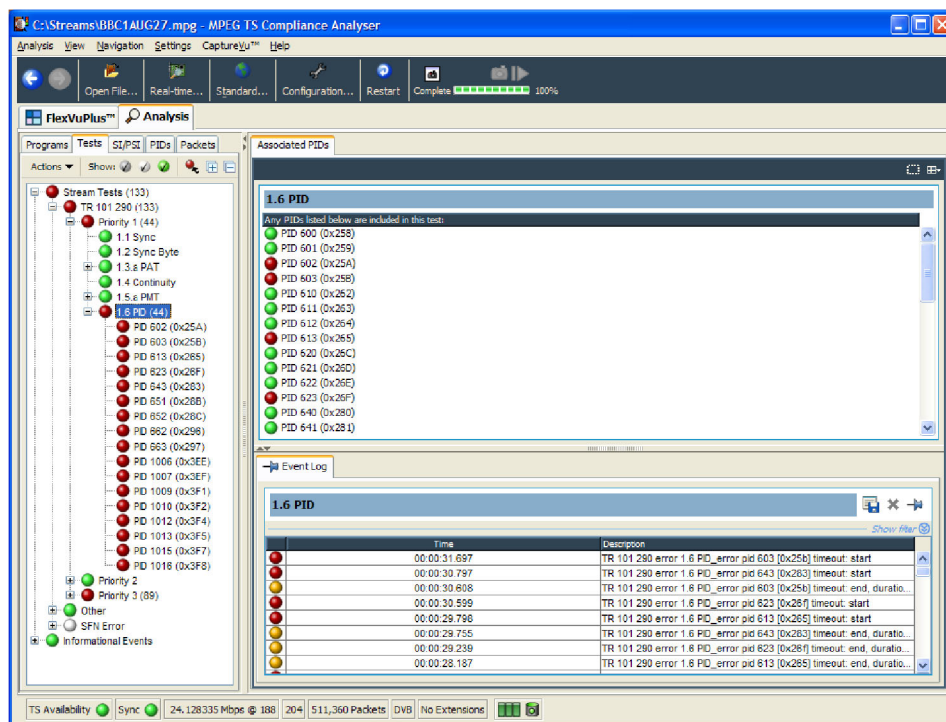 C:\Streams\BBC1AUG27.mpg - MPEG TS Compliance Analyser
Analysis View Navigation Settings CaptureVu™ Help
Open File... Real-time... Standard... Configuration... Restart Complete 100%
FlexVuPlus™ Analysis
Programs Tests SI/PSI PIDs Packets
Actions Show:
Stream Tests (133)
TR 101 290 (133)
Priority 1 (44)
1.1 Sync
1.2 Sync Byte
1.3.a PAT
1.4 Continuity
1.5.a PMT
1.6 PID (44)
PID 602 (0x25A)
PID 603 (0x25B)
PID 613 (0x265)
PID 623 (0x26F)
PID 643 (0x283)
PID 651 (0x28B)
PID 652 (0x28C)
PID 662 (0x296)
PID 663 (0x297)
PID 1006 (0x3EE)
PID 1007 (0x3EF)
PID 1009 (0x3F1)
PID 1010 (0x3F2)
PID 1012 (0x3F4)
PID 1013 (0x3F5)
PID 1015 (0x3F7)
PID 1016 (0x3F8)
Priority 2
Priority 3 (89)
Other
SFN Error
Informational Events
Associated PIDs
1.6 PID
Any PIDs listed below are included in this test:
PID 600 (0x258)
PID 601 (0x259)
PID 602 (0x25A)
PID 603 (0x25B)
PID 610 (0x262)
PID 611 (0x263)
PID 612 (0x264)
PID 613 (0x265)
PID 620 (0x26C)
PID 621 (0x26D)
PID 622 (0x26E)
PID 623 (0x26F)
PID 640 (0x280)
PID 641 (0x281)
Event Log
1.6 PID
Show filter
Time Description
00:00:31.697 TR 101 290 error 1.6 PID_error pid 603 [0x25b] timeout: start
00:00:30.797 TR 101 290 error 1.6 PID_error pid 643 [0x283] timeout: start
00:00:30.608 TR 101 290 error 1.6 PID_error pid 603 [0x25b] timeout: end, duratio...
00:00:30.599 TR 101 290 error 1.6 PID_error pid 623 [0x26f] timeout: start
00:00:29.798 TR 101 290 error 1.6 PID_error pid 613 [0x265] timeout: start
00:00:29.755 TR 101 290 error 1.6 PID_error pid 643 [0x283] timeout: end, duratio...
00:00:29.239 TR 101 290 error 1.6 PID_error pid 623 [0x26f] timeout: end, duratio...
00:00:28.187 TR 101 290 error 1.6 PID_error pid 613 [0x265] timeout: end, duratio...
TS Availability Sync 24.128335 Mbps @ 188 204 511,360 Packets DVB No Extensions